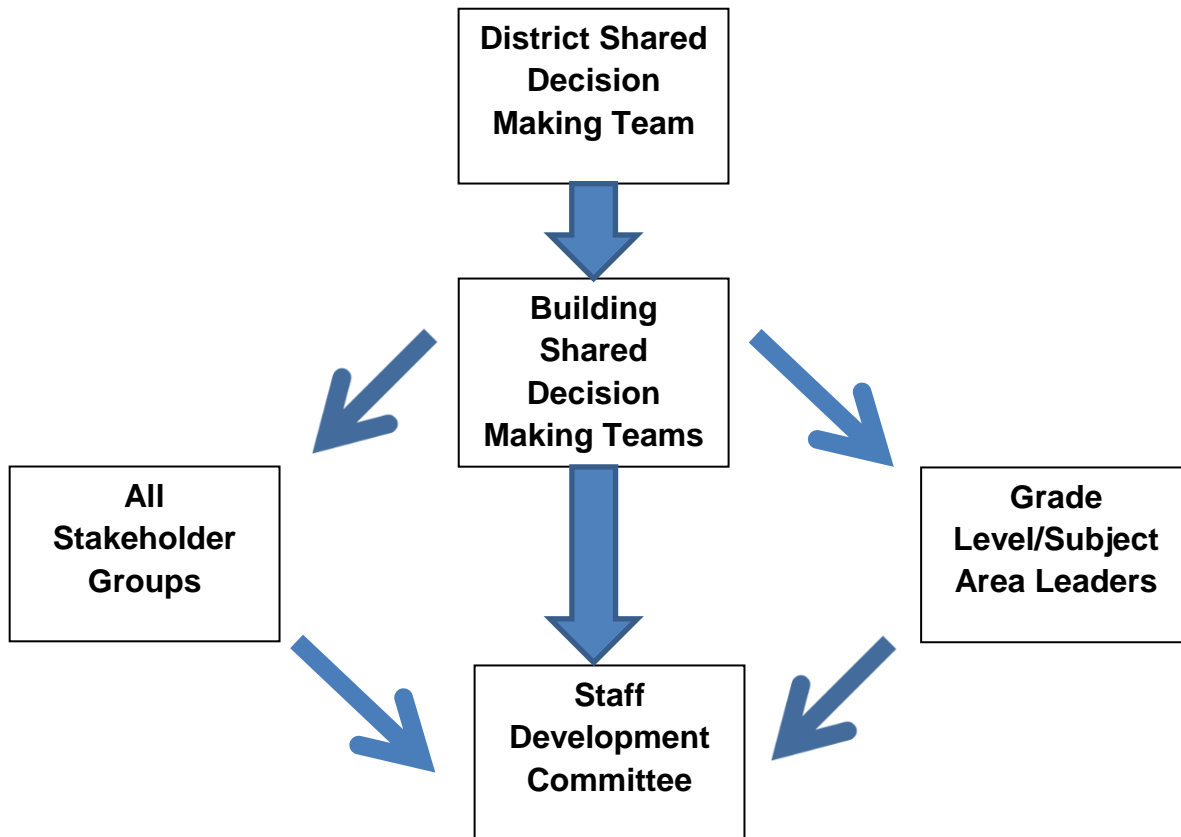 District Shared
Decision
Making Team
Building
Shared
Decision
Making Teams
All
Stakeholder
Groups
Grade
Level/Subject
Area Leaders
Staff
Development
Committee